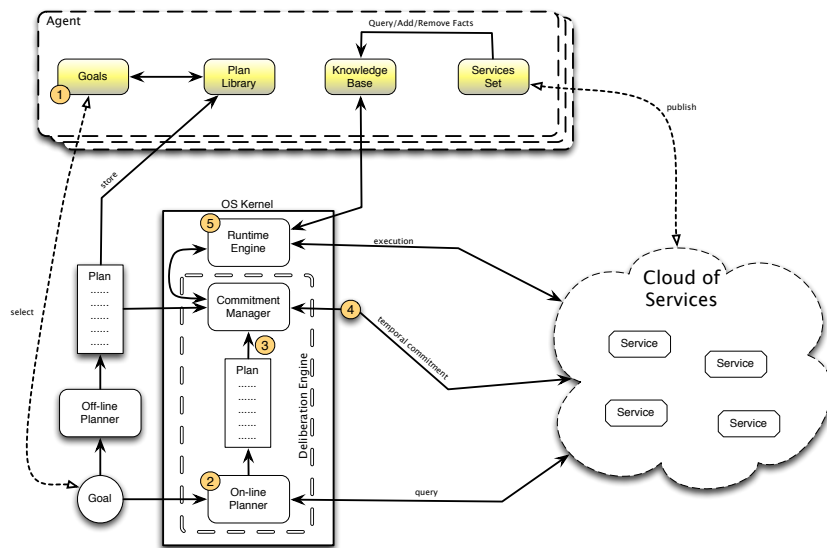 Agent
Query/Add/Remove Facts
Goals
Plan
Library
Knowledge
Base
Services
Set
1
publish
store
OS Kernel
5
Runtime
Engine
execution
Plan
......
......
......
......
......
select
Commitment
Manager
4
temporal commitment
Cloud of
Services
Service
Service
Service
Service
3
Plan
......
......
......
......
Deliberation Engine
Off-line
Planner
2
On-line
Planner
Goal
query